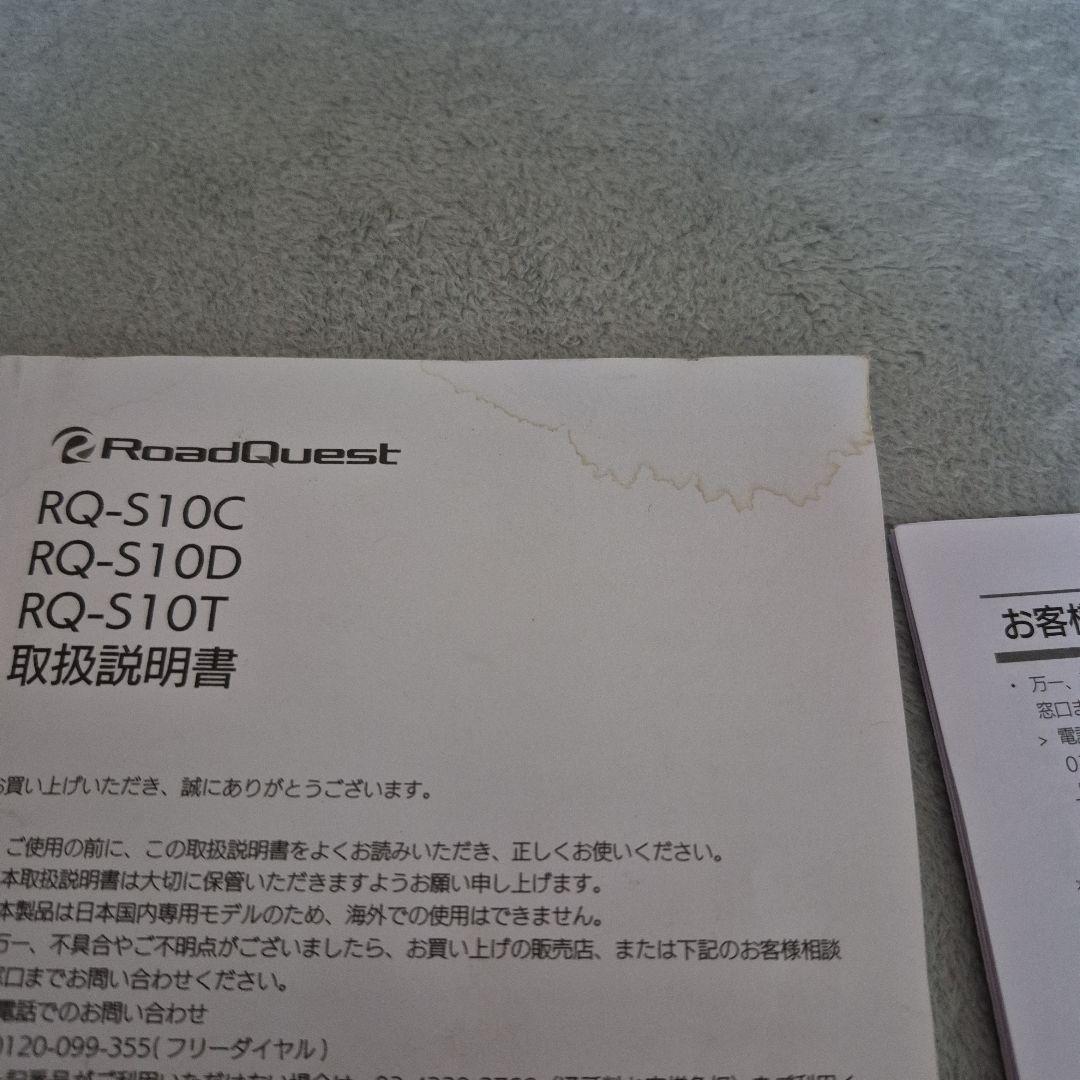 RoadQuest
RQ-S10C
RQ-S10D
RQ-S10T
取扱説明書
お買い上げいただき、誠にありがとうございます。
ご使用の前に、この取扱説明書をよくお読みいただき、正しくお使いください。
本取扱説明書は大切に保管いただきますようお願い申し上げます。
本製品は日本国内専用モデルのため、海外での使用はできません。
万一、不具合やご不明点がございましたら、お買い上げの販売店、または下記のお客様相談
窓口までお問い合わせください。
電話でのお問い合わせ
0120-099-355(フリーダイヤル)
お客様
・万一、
窓口ま
> 電話